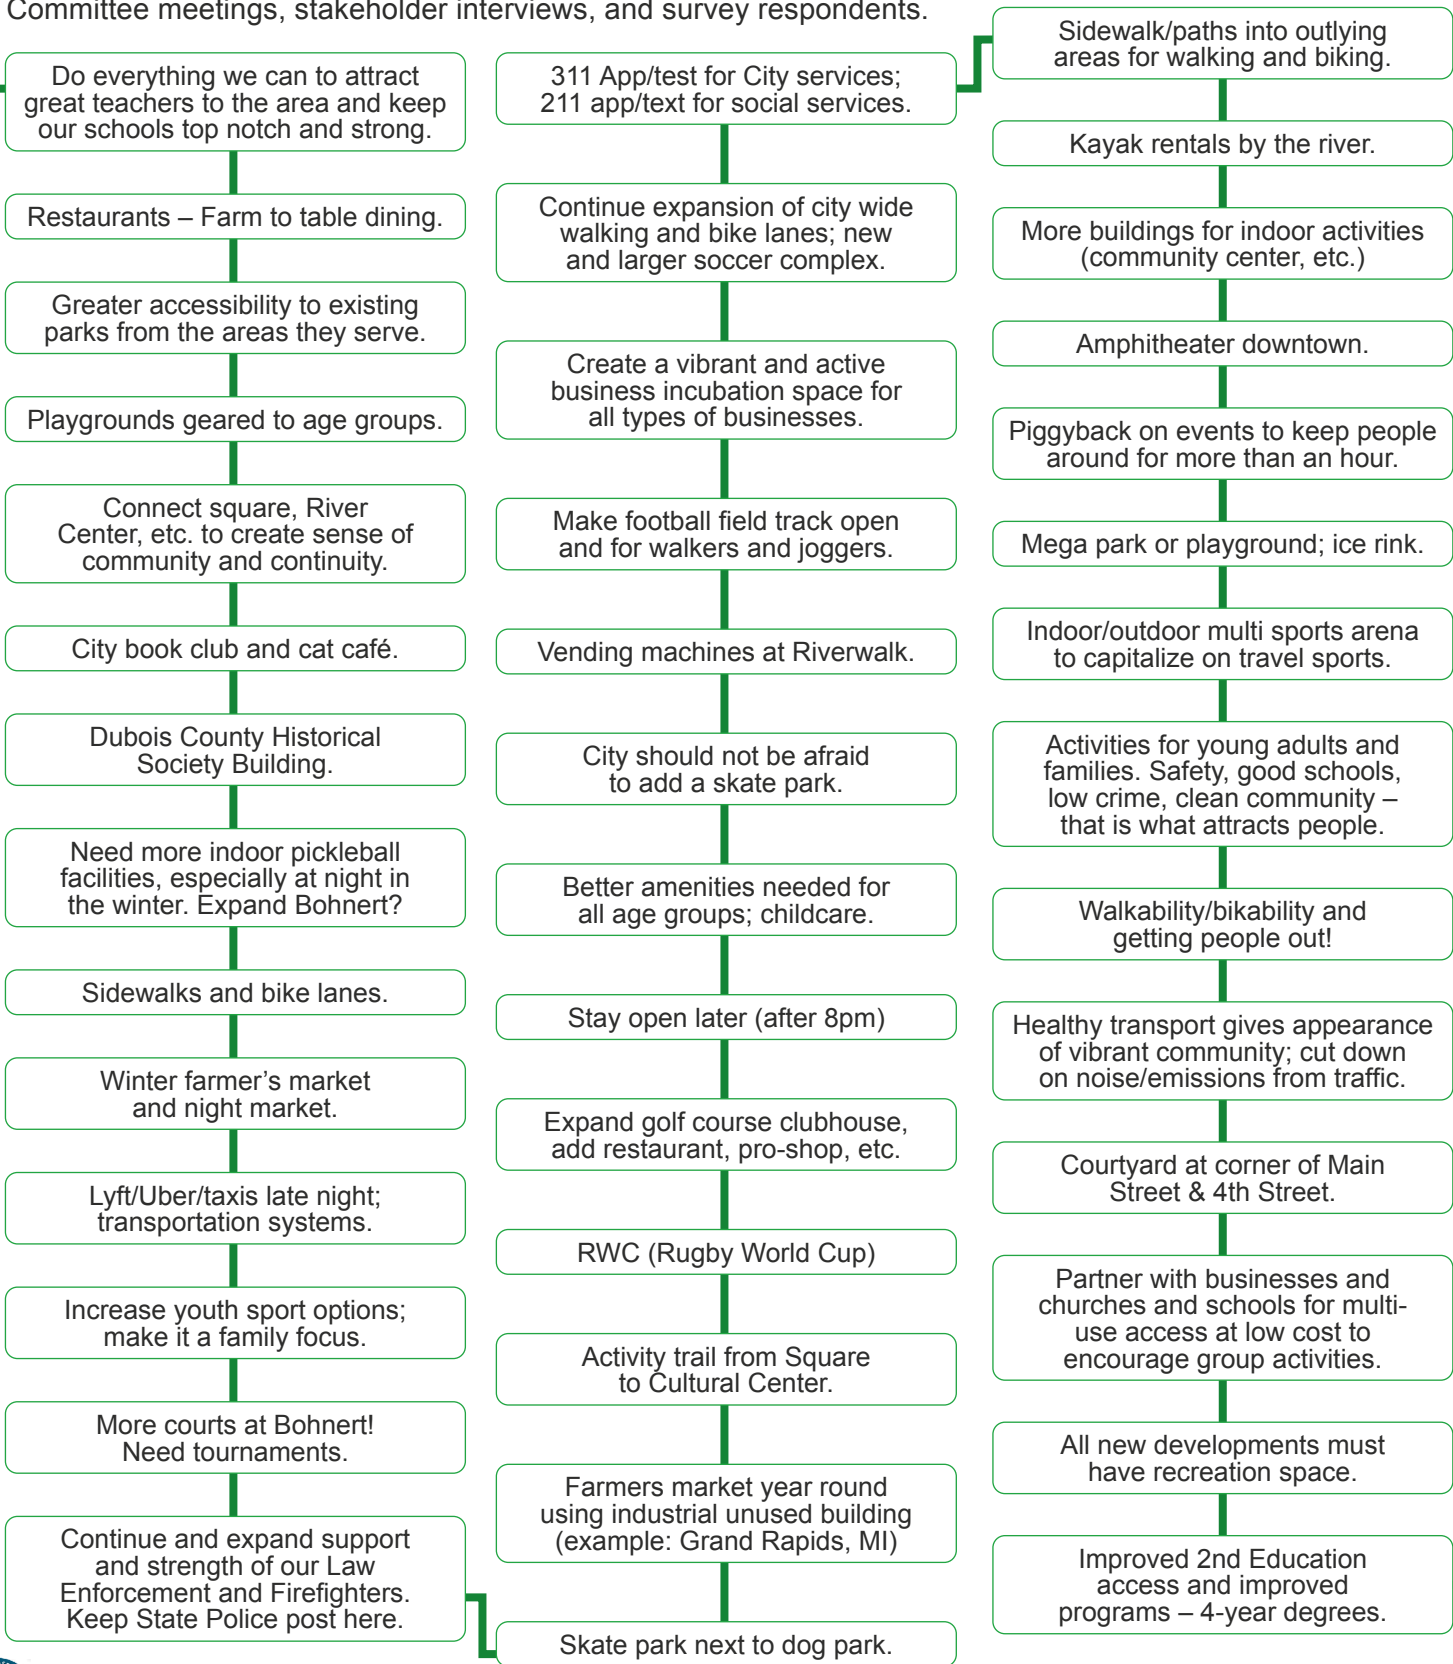 Committee meetings, stakeholder interviews, and survey respondents.
Do everything we can to attract
great teachers to the area and keep
our schools top notch and strong.
Restaurants – Farm to table dining.
Greater accessibility to existing
parks from the areas they serve.
Playgrounds geared to age groups.
Connect square, River
Center, etc. to create sense of
community and continuity.
City book club and cat café.
Dubois County Historical
Society Building.
Need more indoor pickleball
facilities, especially at night in
the winter. Expand Bohnert?
Sidewalks and bike lanes.
Winter farmer’s market
and night market.
Lyft/Uber/taxis late night;
transportation systems.
Increase youth sport options;
make it a family focus.
More courts at Bohnert!
Need tournaments.
Continue and expand support
and strength of our Law
Enforcement and Firefighters.
Keep State Police post here.
311 App/test for City services;
211 app/text for social services.
Continue expansion of city wide
walking and bike lanes; new
and larger soccer complex.
Create a vibrant and active
business incubation space for
all types of businesses.
Make football field track open
and for walkers and joggers.
Vending machines at Riverwalk.
City should not be afraid
to add a skate park.
Better amenities needed for
all age groups; childcare.
Stay open later (after 8pm)
Expand golf course clubhouse,
add restaurant, pro-shop, etc.
RWC (Rugby World Cup)
Activity trail from Square
to Cultural Center.
Farmers market year round
using industrial unused building
(example: Grand Rapids, MI)
Skate park next to dog park.
Sidewalk/paths into outlying
areas for walking and biking.
Kayak rentals by the river.
More buildings for indoor activities
(community center, etc.)
Amphitheater downtown.
Piggyback on events to keep people
around for more than an hour.
Mega park or playground; ice rink.
Indoor/outdoor multi sports arena
to capitalize on travel sports.
Activities for young adults and
families. Safety, good schools,
low crime, clean community –
that is what attracts people.
Walkability/bikability and
getting people out!
Healthy transport gives appearance
of vibrant community; cut down
on noise/emissions from traffic.
Courtyard at corner of Main
Street & 4th Street.
Partner with businesses and
churches and schools for multi-
use access at low cost to
encourage group activities.
All new developments must
have recreation space.
Improved 2nd Education
access and improved
programs – 4-year degrees.